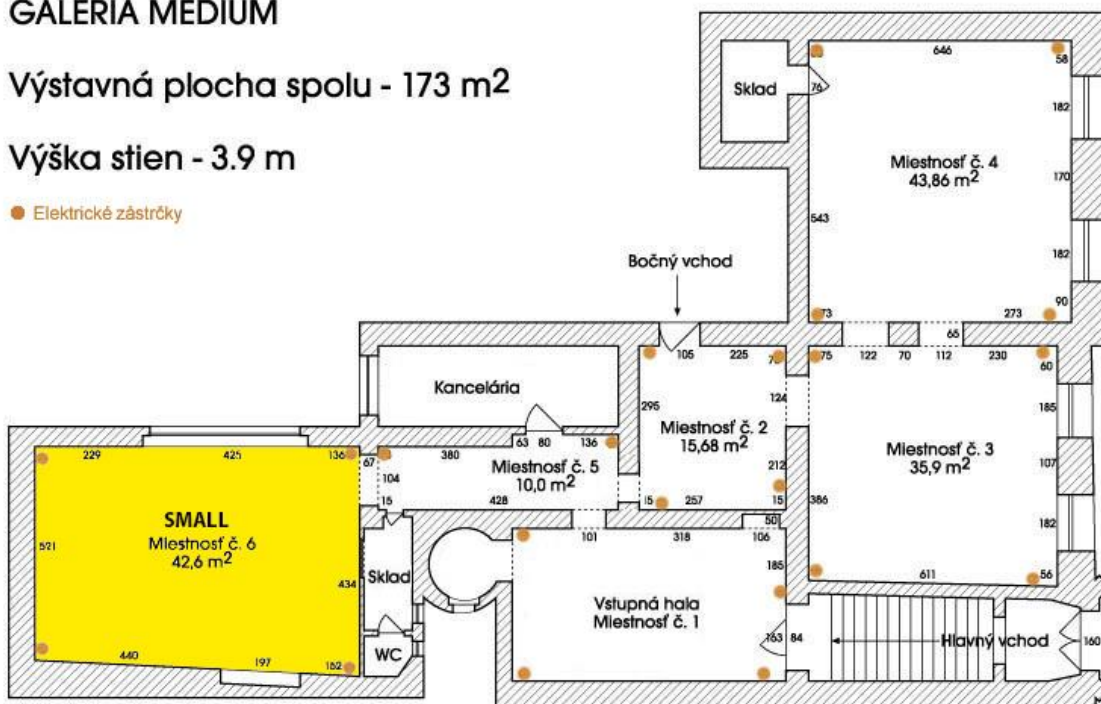 GALÉRIA MEDIUM
Výstavná plocha spolu - 173 m2
Výška stien - 3.9 m
Elektrické zástrčky
646
58
Sklad
76
182
Miestnosť č. 4
43,86 m2
170
543
182
Bočný vchod
90
73
273
65
105
225
75
122
70
112
230
60
Kancelária
295
124
185
Miestnosť č. 2
15,68 m2
Miestnosť č. 3
35,9 m2
107
229
425
136
67
63
80
136
380
Miestnosť č. 5
10,0 m2
104
212
15
428
15
257
15
386
182
SMALL
Miestnosť č. 6
42,6 m2
521
434
Sklad
50
101
318
106
185
611
56
Vstupná hala
Miestnosť č. 1
163
84
Hlavný vchod
160
WC
440
197
152